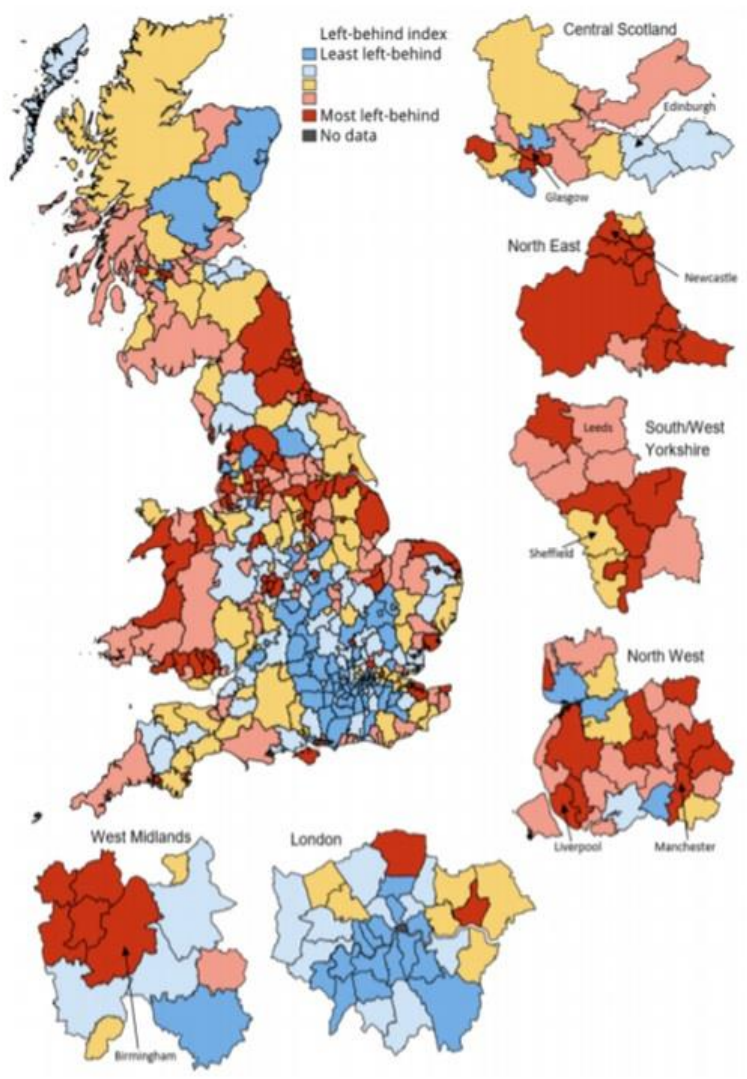 Left-behind index
Least left-behind
Most left-behind
No data
Central Scotland
Edinburgh
Glasgow
North East
Newcastle
Leeds
South/West
Yorkshire
Sheffield
North West
Liverpool
Manchester
West Midlands
Birmingham
London